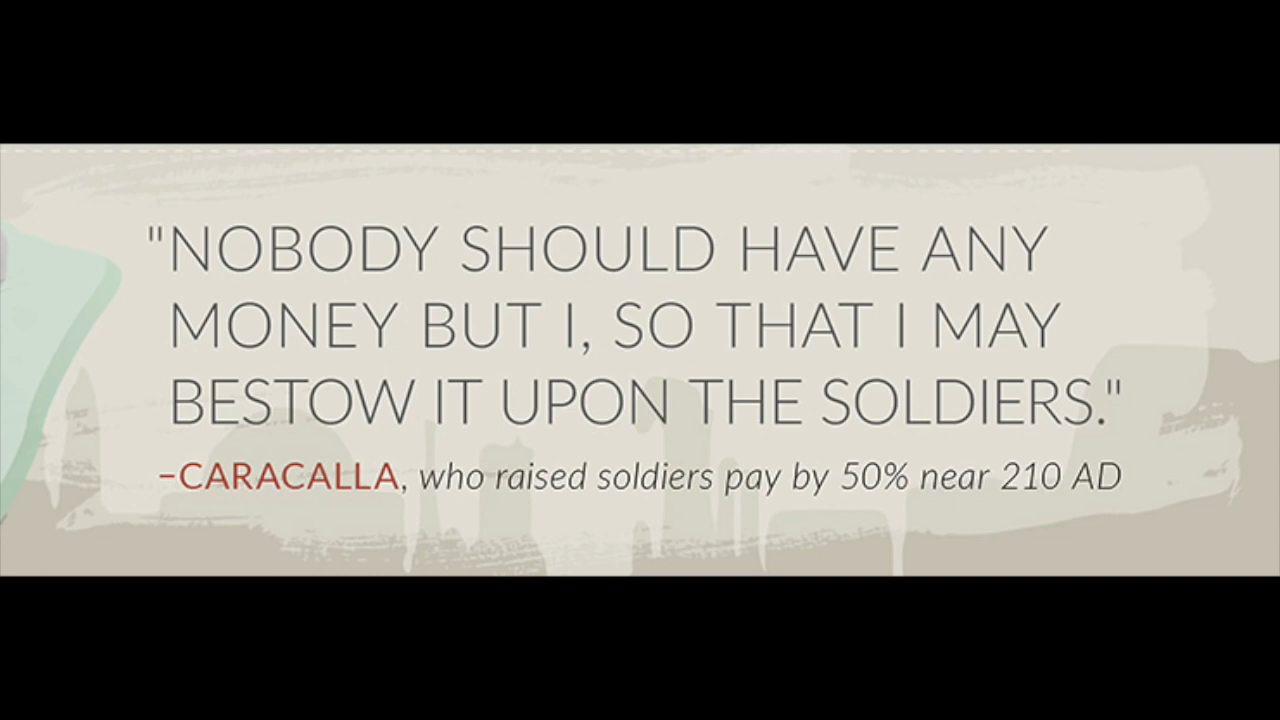 "NOBODY SHOULD HAVE ANY
MONEY BUT I, SO THAT I MAY
BESTOW IT UPON THE SOLDIERS."
–CARACALLA, who raised soldiers pay by 50% near 210 AD